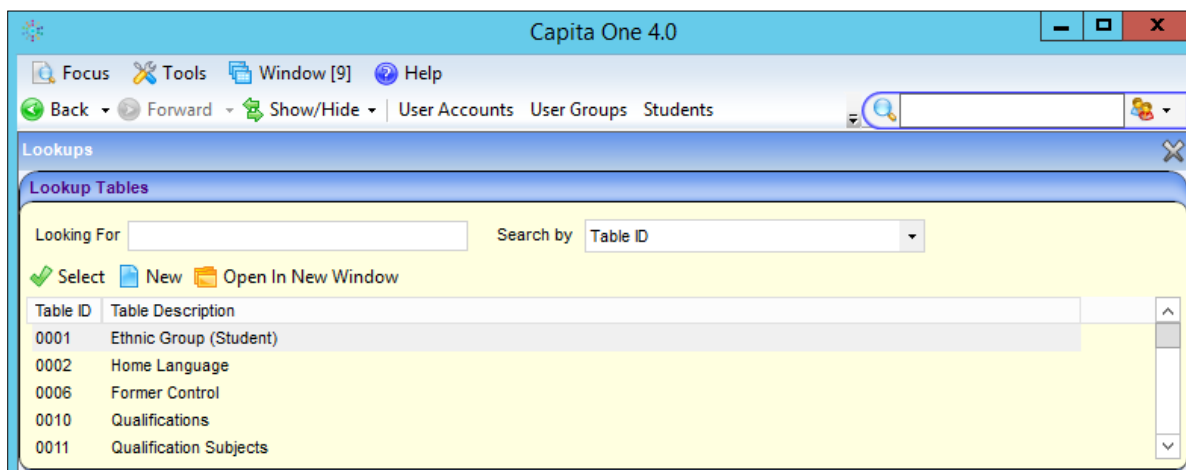 Capita One 4.0
Focus Tools Window [9] Help
Back Forward Show/Hide User Accounts User Groups Students
Lookups
Lookup Tables
Looking For Search by Table ID
Select New Open In New Window
Table ID Table Description
0001 Ethnic Group (Student)
0002 Home Language
0006 Former Control
0010 Qualifications
0011 Qualification Subjects